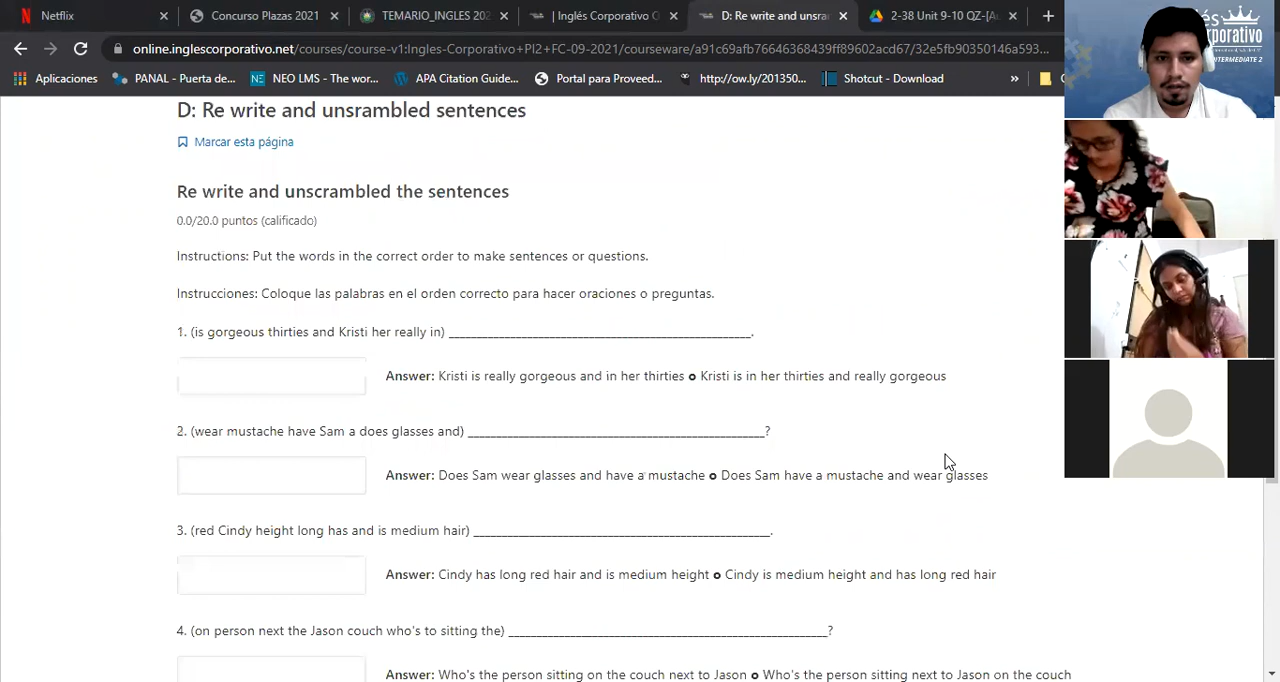 Netflix
Concurso Plazas 2021
TEMARIO_INGLES 202
| Inglés Corporativo
D: Re write and unsra
2-38 Unit 9-10 QZ-[A
online.inglescorporativo.net/courses/course-v1:Ingles-Corporativo+PI2+FC-09-2021/courseware/a91c69afb76646368439ff89602acd67/32e5fb90350146a593...
Aplicaciones
PANAL - Puerta de...
NEO LMS - The wor...
APA Citation Guide...
Portal para Proveed...
http://ow.ly/201350...
Shotcut - Download
»
és
rporativo
INTERMEDIATE 2
D: Re write and unsrambled sentences
Marcar esta página
Re write and unscrambled the sentences
0.0/20.0 puntos (calificado)
Instructions: Put the words in the correct order to make sentences or questions.
Instrucciones: Coloque las palabras en el orden correcto para hacer oraciones o preguntas.
1. (is gorgeous thirties and Kristi her really in) ____________________________________________.
Answer: Kristi is really gorgeous and in her thirties o Kristi is in her thirties and really gorgeous
2. (wear mustache have Sam a does glasses and) ___________________________________________?
Answer: Does Sam wear glasses and have a mustache o Does Sam have a mustache and wear glasses
3. (red Cindy height long has and is medium hair) ___________________________________________.
Answer: Cindy has long red hair and is medium height o Cindy is medium height and has long red hair
4. (on person next the Jason couch who's to sitting the) ______________________________________________?
Answer: Who's the person sitting on the couch next to Jason o Who's the person sitting next to Jason on the couch